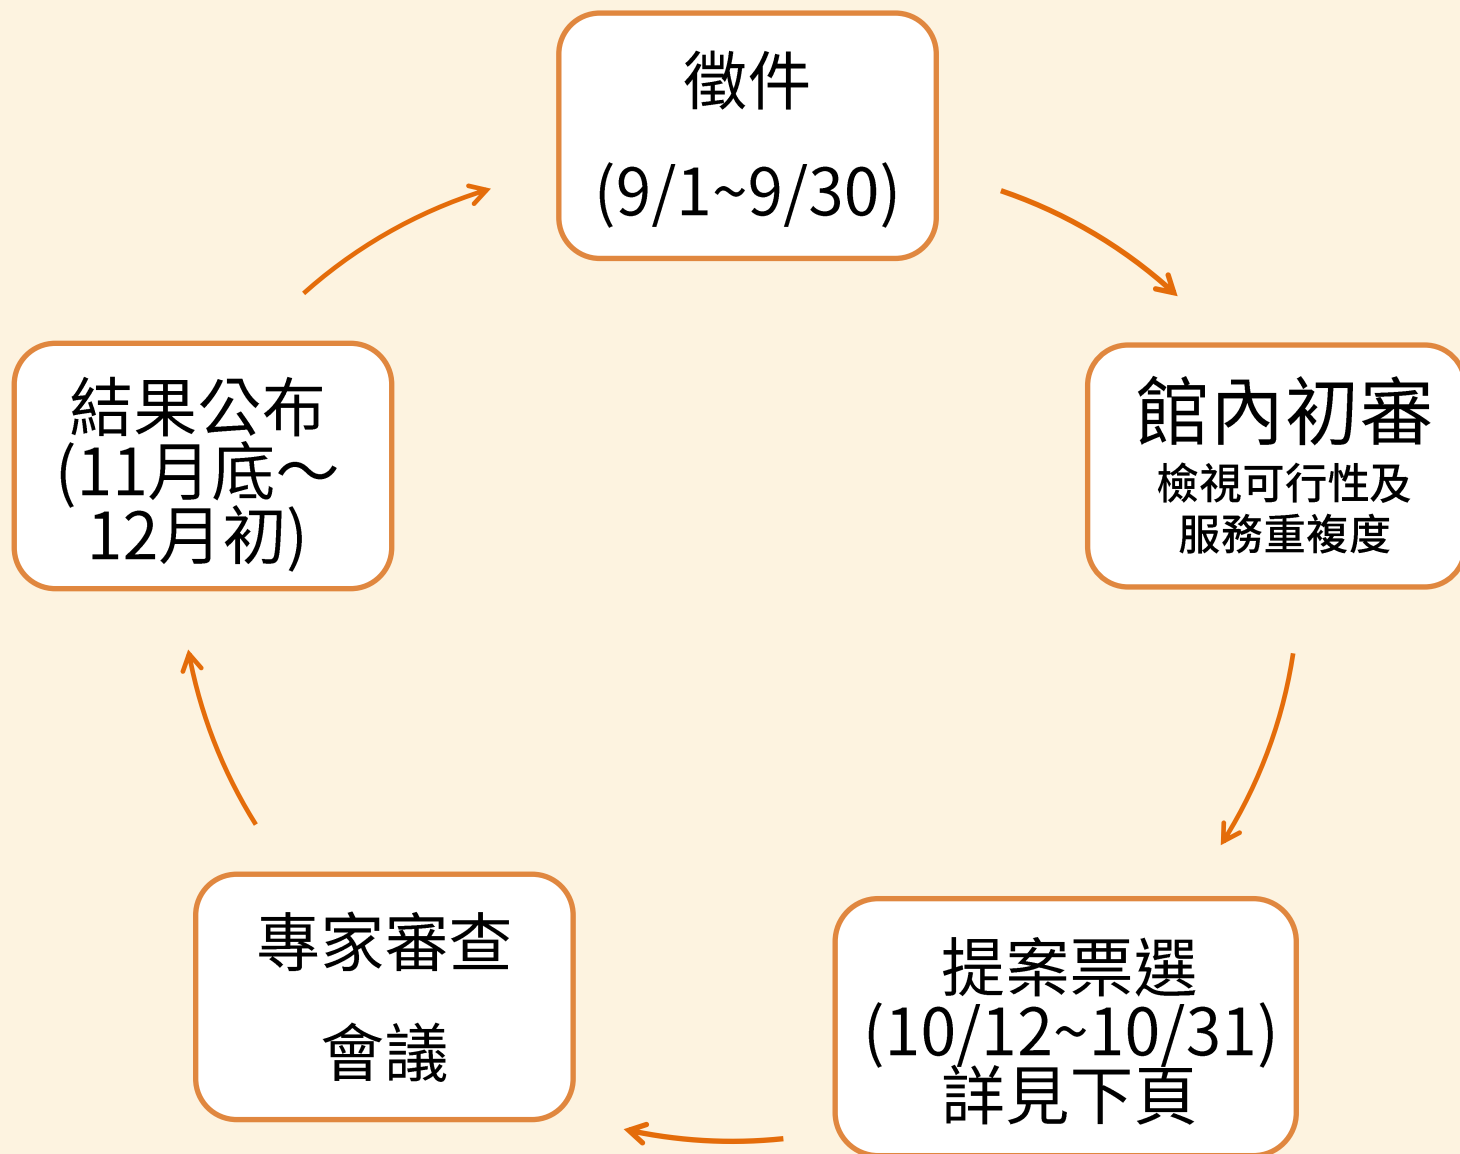 徵件
(9/1~9/30)
館內初審
檢視可行性及
服務重複度
提案票選
(10/12~10/31)
詳見下頁
專家審查
會議
結果公布
(11月底～
12月初)